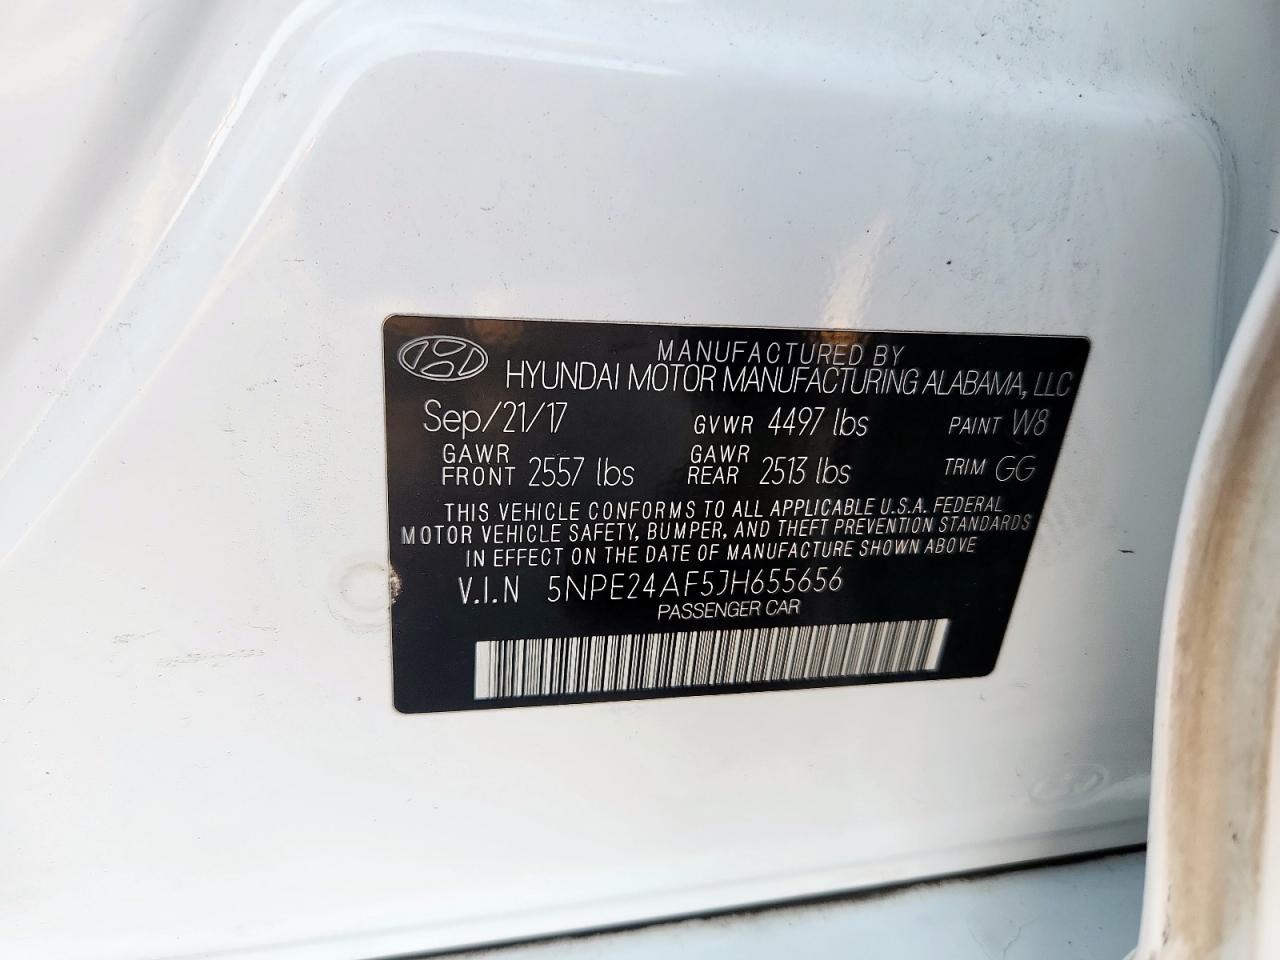 MANUFACTURED BY
HYUNDAI MOTOR MANUFACTURING ALABAMA, LLC
Sep/21/17 GVWR 4497 lbs PAINT W8
GAWR FRONT 2557 lbs GAWR REAR 2513 lbs TRIM GG
THIS VEHICLE CONFORMS TO ALL APPLICABLE U.S.A. FEDERAL
MOTOR VEHICLE SAFETY, BUMPER, AND THEFT PREVENTION STANDARDS
IN EFFECT ON THE DATE OF MANUFACTURE SHOWN ABOVE
V.I.N 5NPE24AF5JH655656
PASSENGER CAR